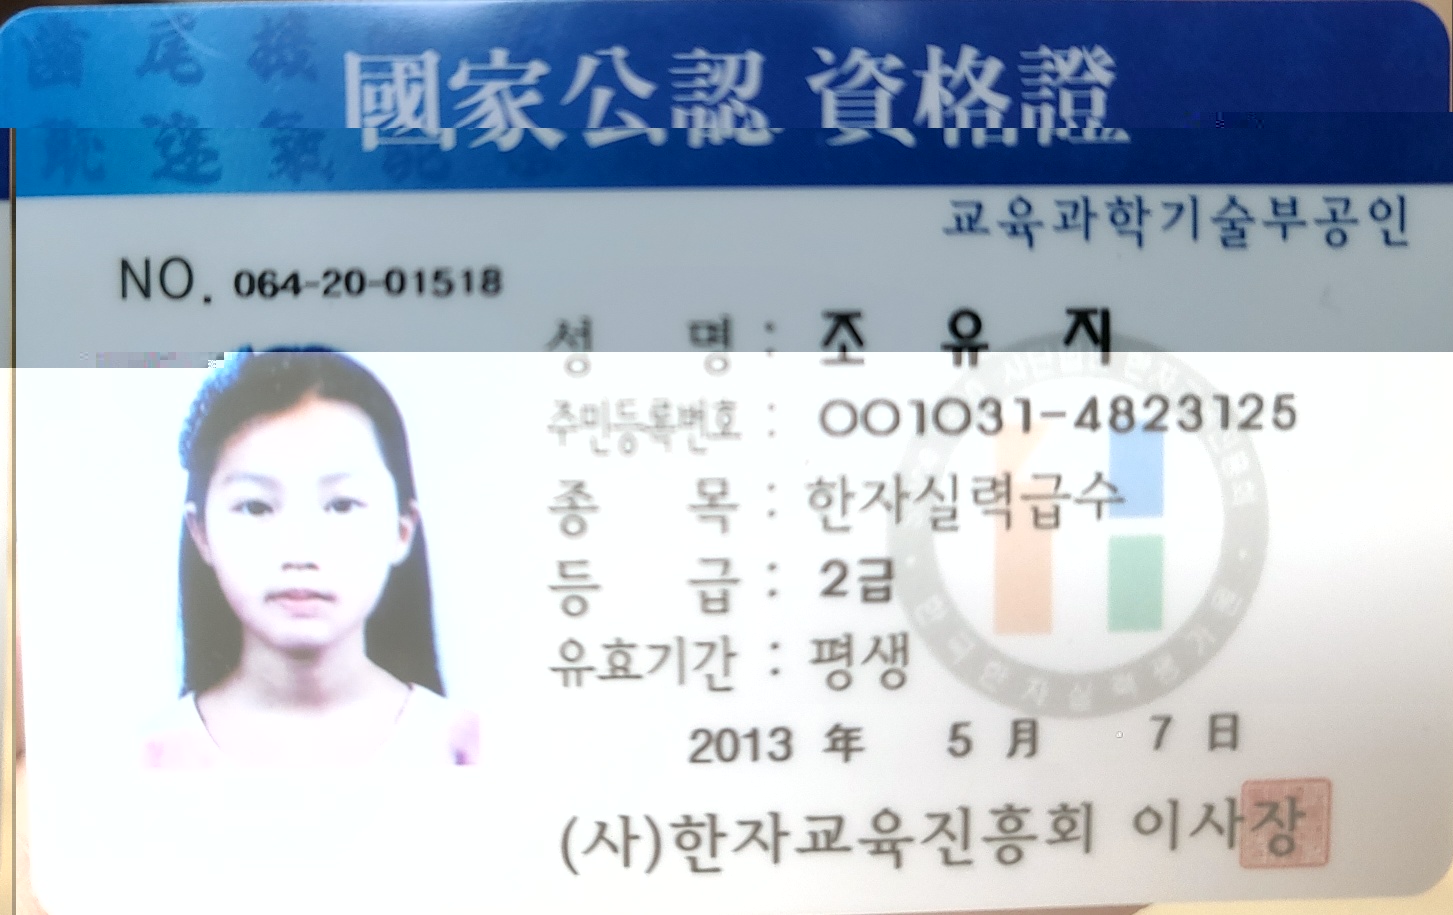 國家公認 資格證
교육과학기술부공인
NO. 064-20-01518
성 명 : 조 유 지
주민등록번호 : 001031-4823125
종 목 : 한자실력급수
등 급 : 2급
유효기간 : 평생
2013 年 5 月 7 日
(사)한자교육진흥회 이사장